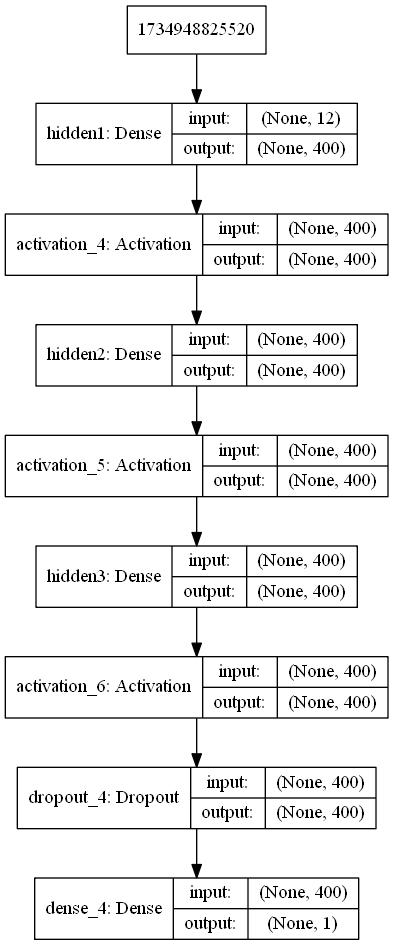 1734948825520
hidden1: Dense
input: (None, 12)
output: (None, 400)
activation_4: Activation
input: (None, 400)
output: (None, 400)
hidden2: Dense
input: (None, 400)
output: (None, 400)
activation_5: Activation
input: (None, 400)
output: (None, 400)
hidden3: Dense
input: (None, 400)
output: (None, 400)
activation_6: Activation
input: (None, 400)
output: (None, 400)
dropout_4: Dropout
input: (None, 400)
output: (None, 400)
dense_4: Dense
input: (None, 400)
output: (None, 1)